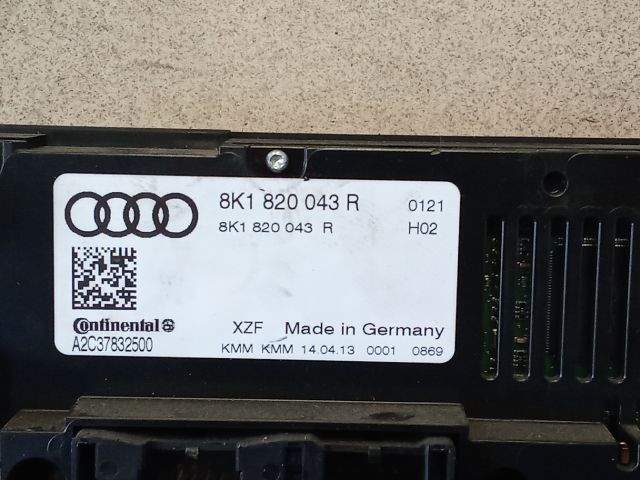 8K1 820 043 R 0121
8K1 820 043 R H02
Continental
A2C37832500
XZF Made in Germany
KMM KMM 14.04.13 0001 0869